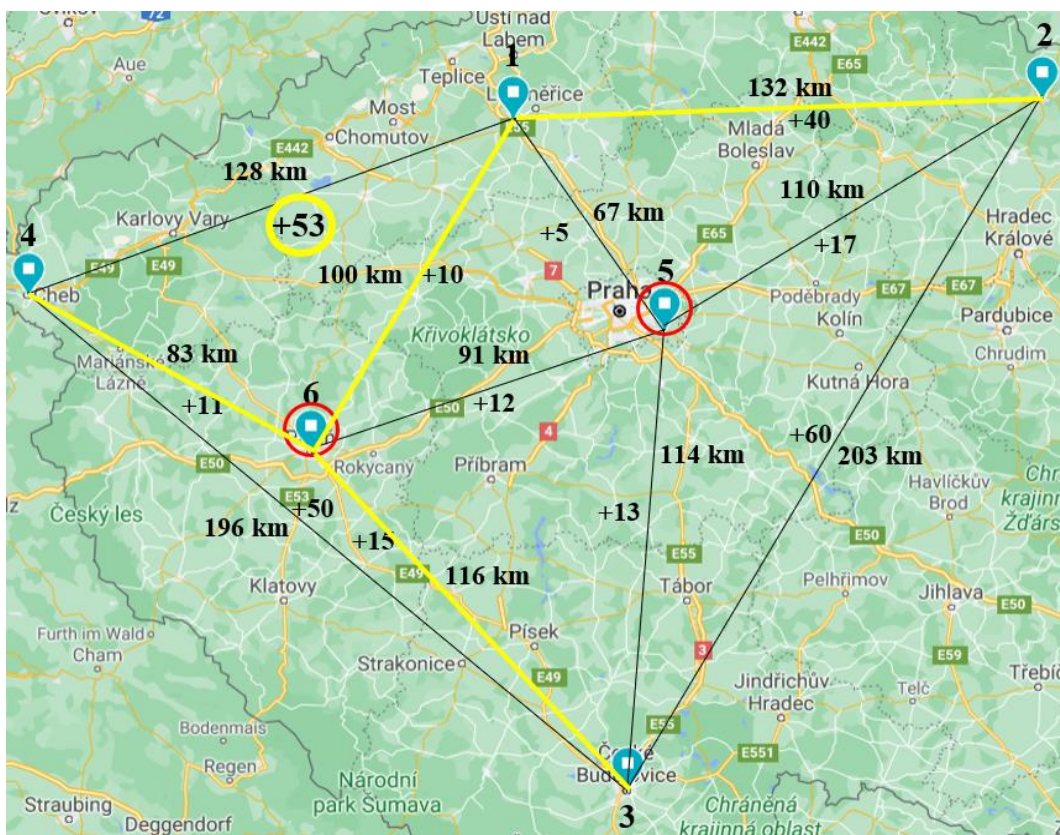 72
Aue
Ústí nad
Labem
Teplice
1
E442
E65
2
Most
Chomutov
E442
E55
132 km
+40
Mladá
Boleslav
128 km
Karlovy Vary
+53
4
E49
E49
Cheb
100 km
+10
+5
67 km
7
E65
110 km
+17
Hradec
Králové
5
Praha
Poděbrady
Kolín
E67
E67
Pardubice
Chrudim
Mariánské
Lázně
83 km
+11
Křivoklátsko
91 km
+12
6
E50
Kutná Hora
E50
Rokycany
4
Příbram
+60
203 km
114 km
Havlíčkův
Brod
Český les
E53
+50
196 km
+15
+13
E50
Klatovy
E49
116 km
E55
Tábor
Pelhřimov
Jihlava
E50
Furth im Wald
Cham
Písek
Strakonice
3
E59
E49
Jindřichův
Hradec
Telč
Bodenmais
Regen
E55
E551
České
Budějovice
Národní
park Šumava
3
Chráněná
krajinná oblast
Straubing
Deggendorf